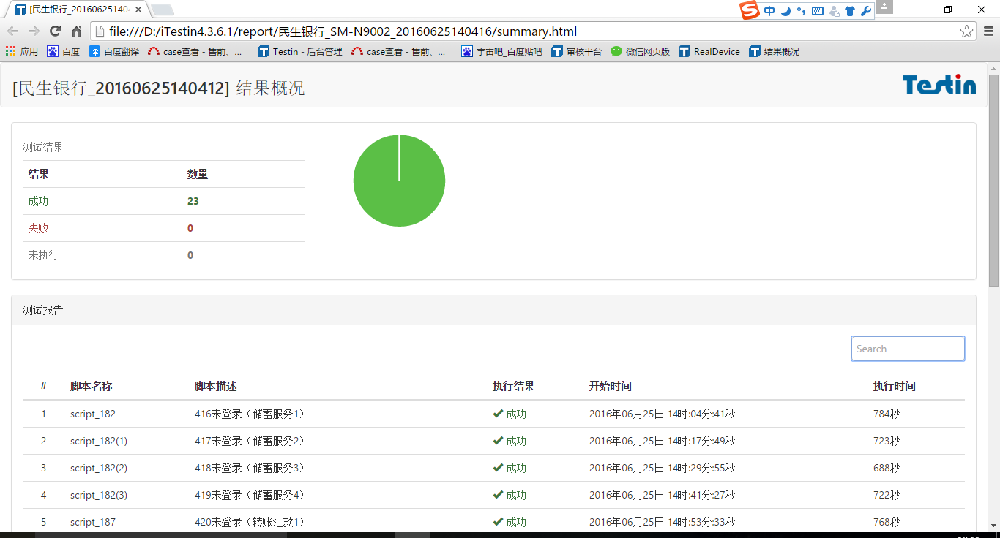 [民生银行_2016062514041
中
file:///D:/iTestin4.3.6.1/report/民生银行_SM-N9002_20160625140416/summary.html
应用 百度 百度翻译 case查看 - 售前、... Testin - 后台管理 case查看 - 售前、... 宇宙吧_百度贴吧 审核平台 微信网页版 RealDevice 结果概况
[民生银行_20160625140412] 结果概况
Testin
测试结果
结果 数量
成功 23
失败 0
未执行 0
测试报告
Search
# 脚本名称 脚本描述 执行结果 开始时间 执行时间
1 script_182 416未登录（储蓄服务1） 成功 2016年06月25日 14时:04分:41秒 784秒
2 script_182(1) 417未登录（储蓄服务2） 成功 2016年06月25日 14时:17分:49秒 723秒
3 script_182(2) 418未登录（储蓄服务3） 成功 2016年06月25日 14时:29分:55秒 688秒
4 script_182(3) 419未登录（储蓄服务4） 成功 2016年06月25日 14时:41分:27秒 722秒
5 script_187 420未登录（转账汇款1） 成功 2016年06月25日 14时:53分:33秒 768秒